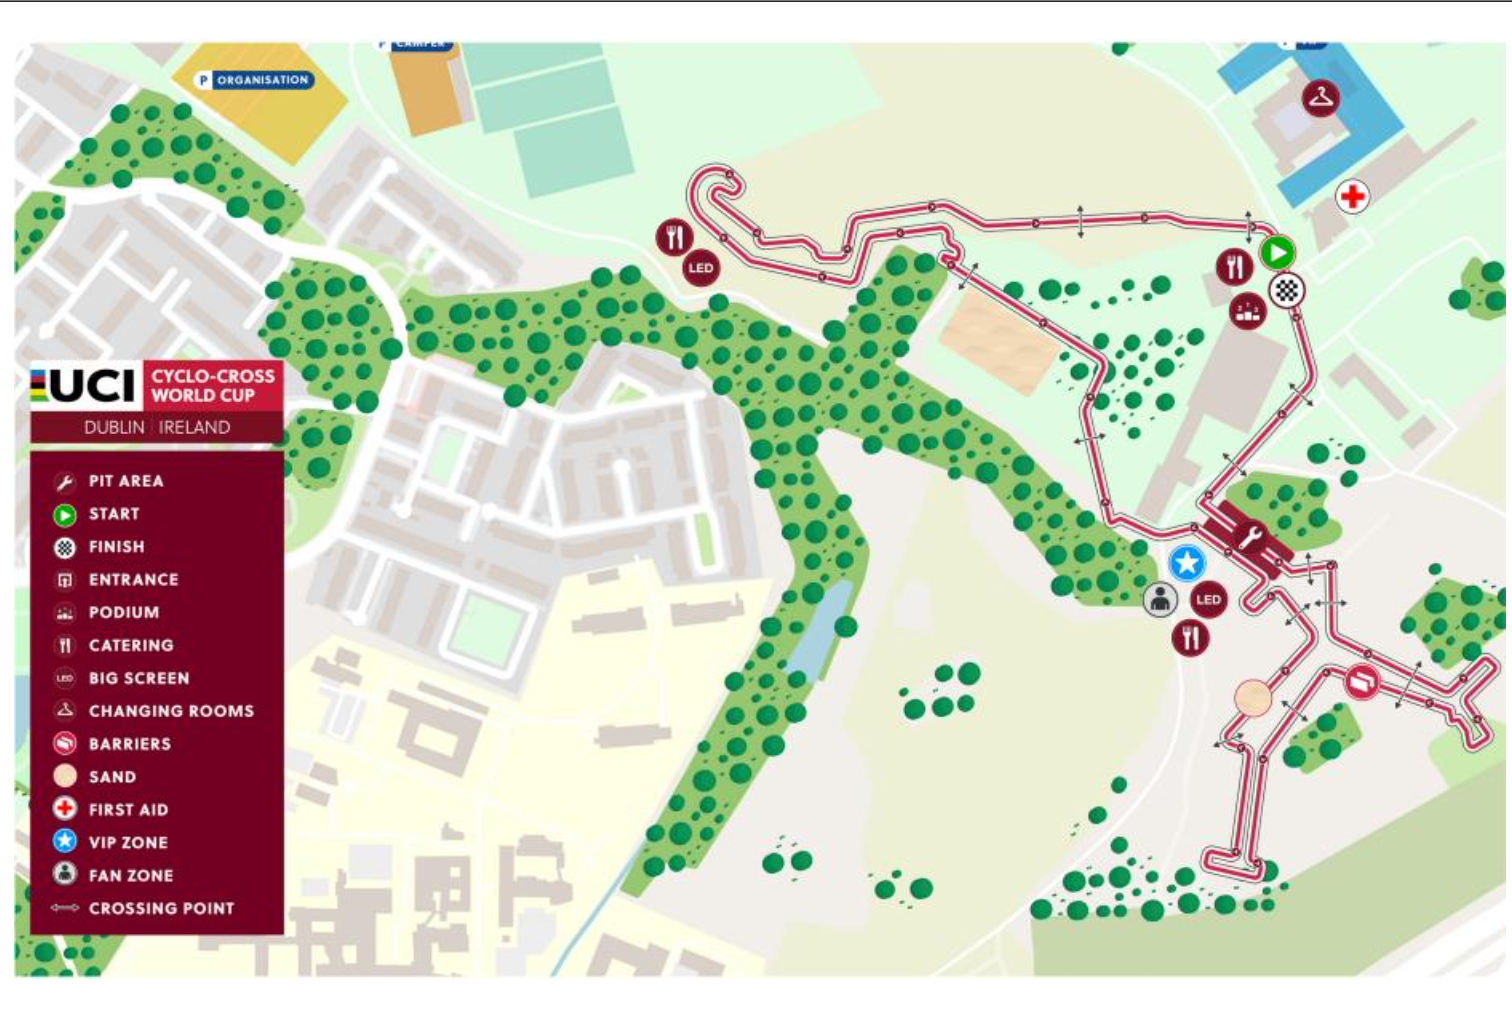 P CAMPER
P ORGANISATION
P
LED
UCI CYCLO-CROSS
WORLD CUP
DUBLIN IRELAND
PIT AREA
START
FINISH
ENTRANCE
PODIUM
CATERING
LED BIG SCREEN
CHANGING ROOMS
BARRIERS
SAND
FIRST AID
VIP ZONE
FAN ZONE
CROSSING POINT
LED